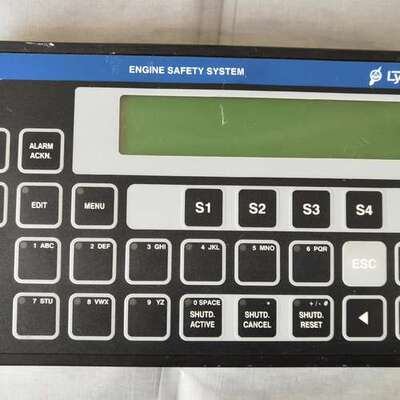 ENGINE SAFETY SYSTEM
ALARM
ACKN.
EDIT
MENU
S1
S2
S3
S4
1 ABC
2 DEF
3 GHI
4 JKL
5 MNO
6 PQR
ESC
7 STU
8 VWX
9 YZ
0 SPACE
SHUTD.
ACTIVE
SHUTD.
CANCEL
+/-
SHUTD.
RESET